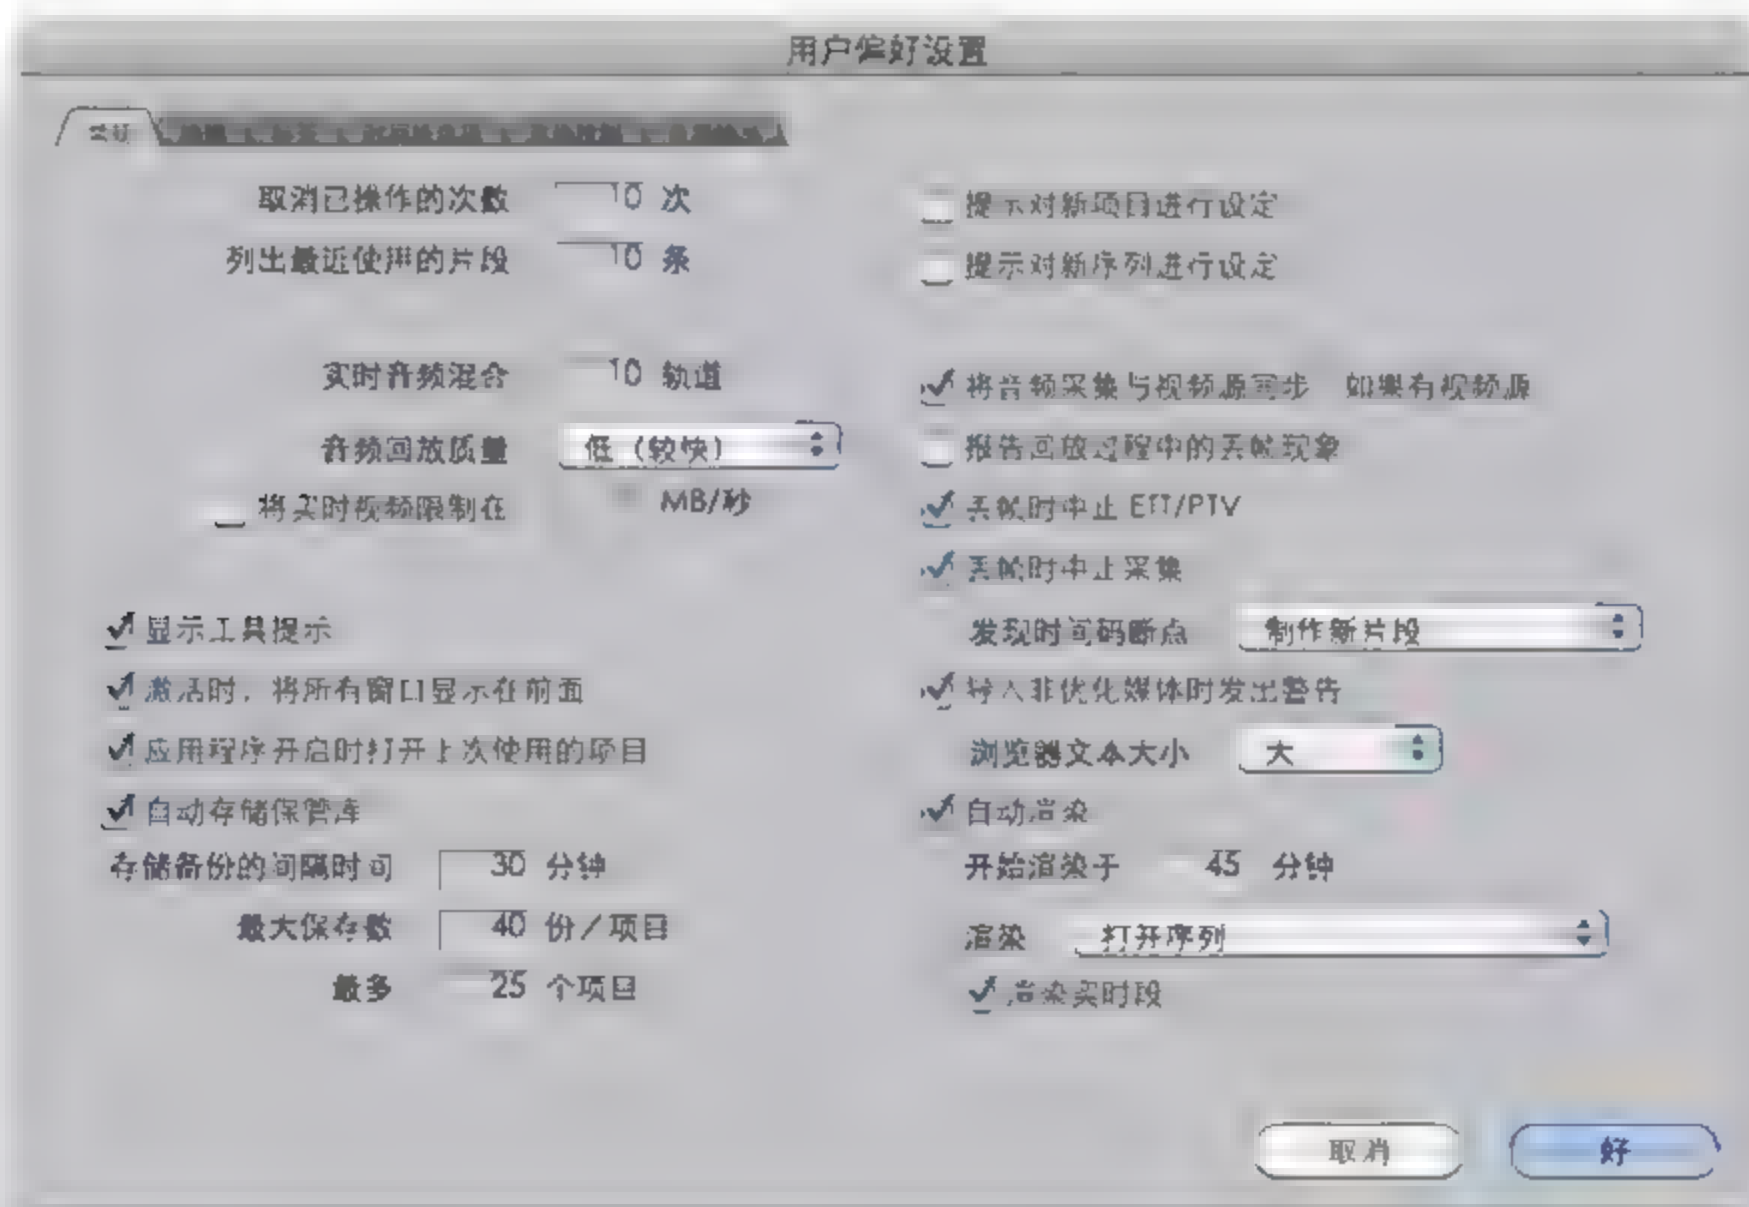 用户偏好设置
取消已操作的次数 10 次
列出最近使用的片段 10 条
实时音频混合 10 轨道
音频回放质量 低（较快）
将实时视频限制在 MB/秒
显示工具提示
激活时，将所有窗口显示在前面
应用程序开启时打开上次使用的项目
自动存储保管库
存储备份的间隔时间 30 分钟
最大保存数 40 份/项目
最多 25 个项目
提示对新项目进行设定
提示对新序列进行设定
将音频采集与视频源同步 如果有视频源
报告回放过程中的丢帧现象
丢帧时中止 ETT/PTV
丢帧时中止采集
发现时间码断点 制作新片段
导入非优化媒体时发出警告
浏览器文本大小 大
自动渲染
开始渲染于 45 分钟
渲染 打开序列
渲染实时段
取消
好